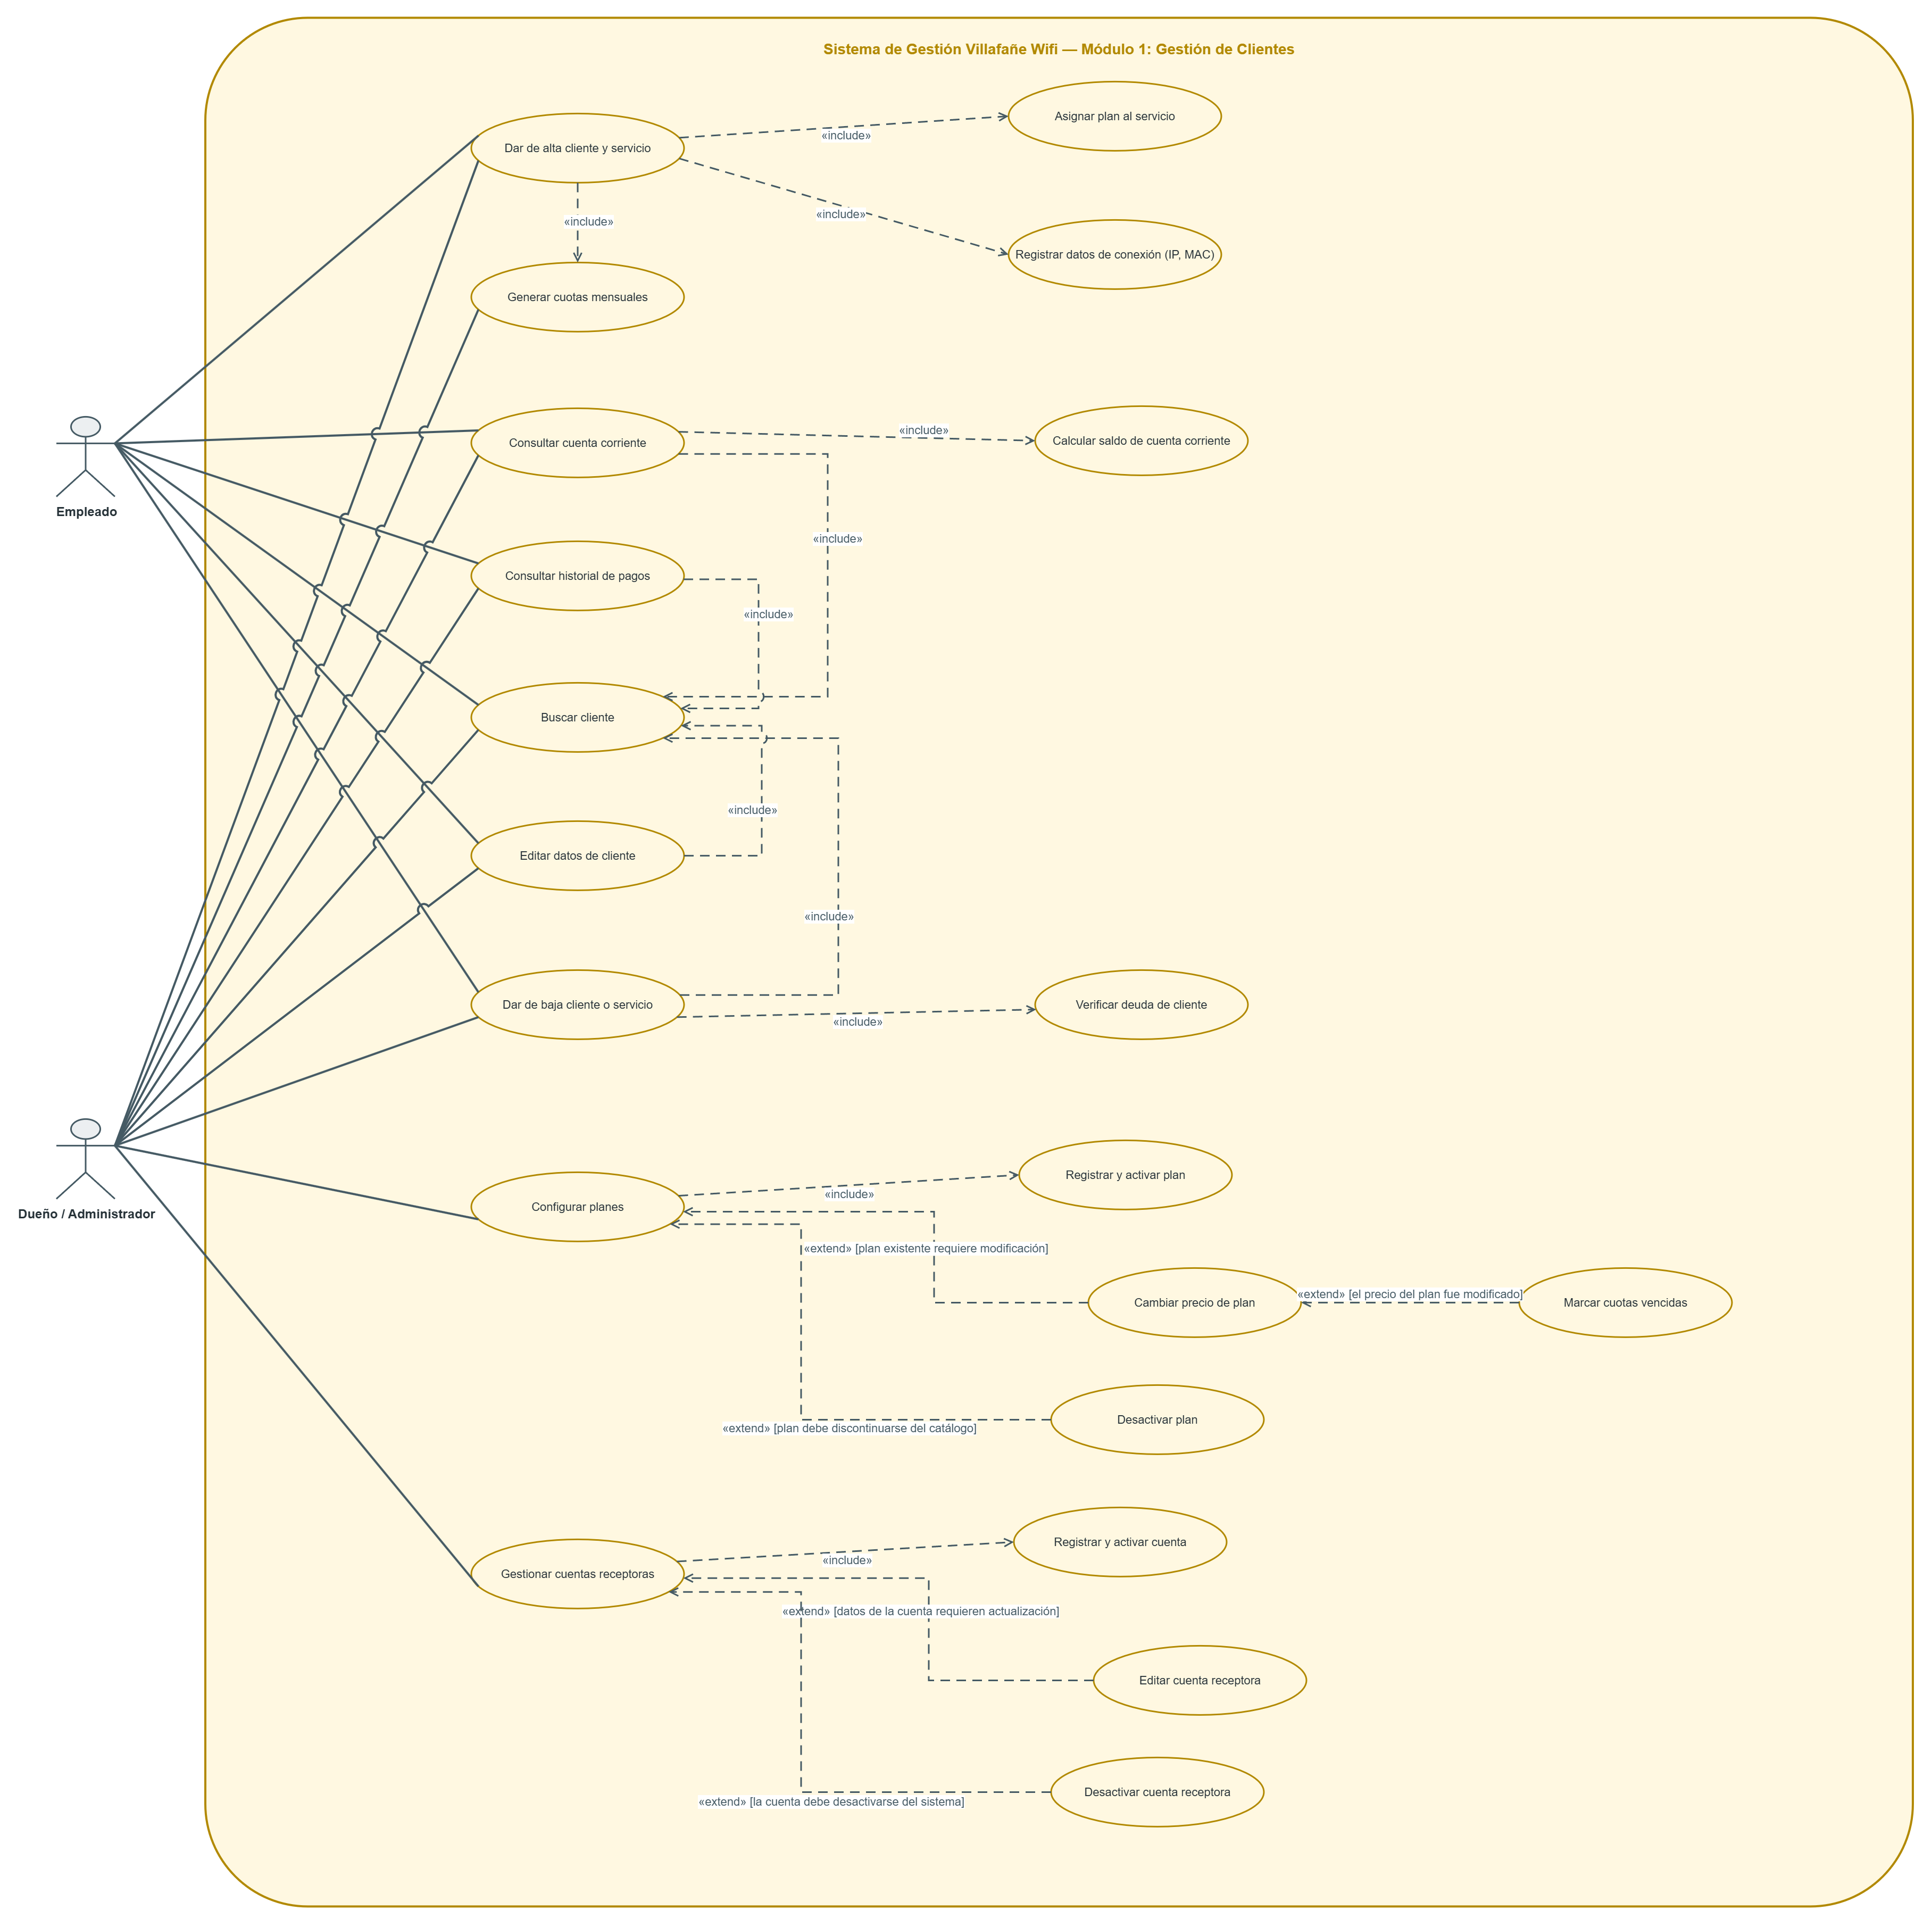 Sistema de Gestión Villafañe Wifi — Módulo 1: Gestión de Clientes
Asignar plan al servicio
«include»
Dar de alta cliente y servicio
«include»
«include»
Registrar datos de conexión (IP, MAC)
Generar cuotas mensuales
«include»
Consultar cuenta corriente
Calcular saldo de cuenta corriente
Empleado
«include»
Consultar historial de pagos
«include»
Buscar cliente
«include»
Editar datos de cliente
«include»
Dar de baja cliente o servicio
Verificar deuda de cliente
«include»
Registrar y activar plan
«include»
Dueño / Administrador
Configurar planes
«extend» [plan existente requiere modificación]
«extend» [el precio del plan fue modificado]
Cambiar precio de plan
Marcar cuotas vencidas
Desactivar plan
«extend» [plan debe discontinuarse del catálogo]
Registrar y activar cuenta
«include»
Gestionar cuentas receptoras
«extend» [datos de la cuenta requieren actualización]
Editar cuenta receptora
Desactivar cuenta receptora
«extend» [la cuenta debe desactivarse del sistema]